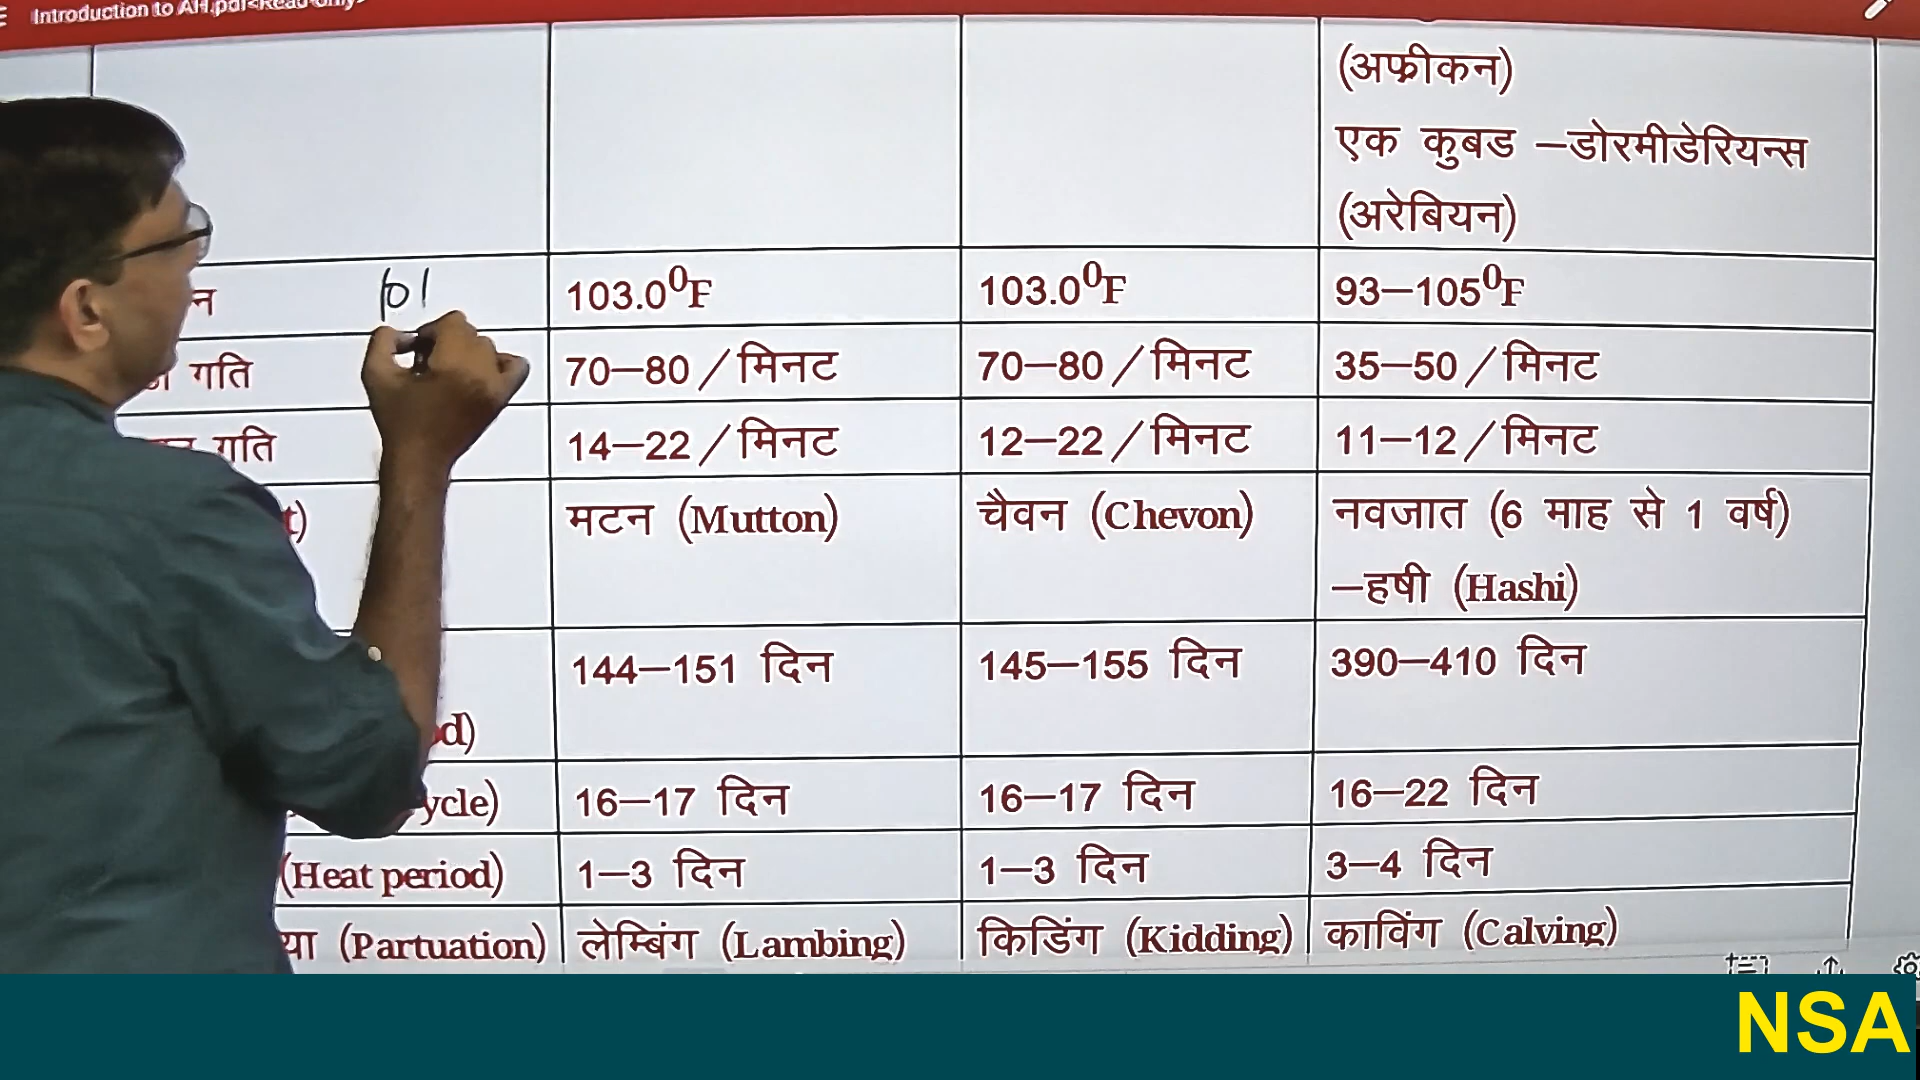 Introduction to AH.pdf<Read-only>
(अफ्रीकन)
एक कुबड –डोरमीडेरियन्स
(अरेबियन)
101 103.0⁰F 103.0⁰F 93–105⁰F
गति 70–80 /मिनट 70–80 /मिनट 35–50 /मिनट
गति 14–22 /मिनट 12–22 /मिनट 11–12 /मिनट
मटन (Mutton) चैवन (Chevon) नवजात (6 माह से 1 वर्ष)
–हषी (Hashi)
144–151 दिन 145–155 दिन 390–410 दिन
16–17 दिन 16–17 दिन 16–22 दिन
(Heat period) 1–3 दिन 1–3 दिन 3–4 दिन
(Partuation) लेम्बिंग (Lambing) किडिंग (Kidding) काविंग (Calving)
NSA